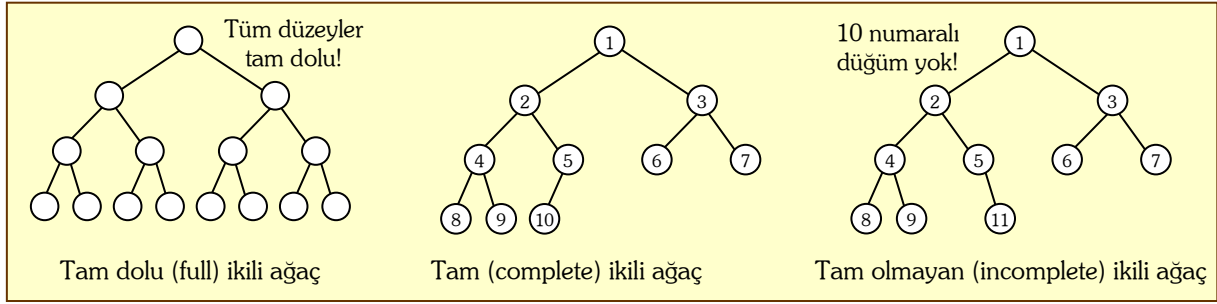 Tüm düzeyler
tam dolu!
Tam dolu (full) ikili ağaç
1
2 3
4 5 6 7
8 9 10
Tam (complete) ikili ağaç
10 numaralı
düğüm yok!
1
2 3
4 5 6 7
8 9 11
Tam olmayan (incomplete) ikili ağaç